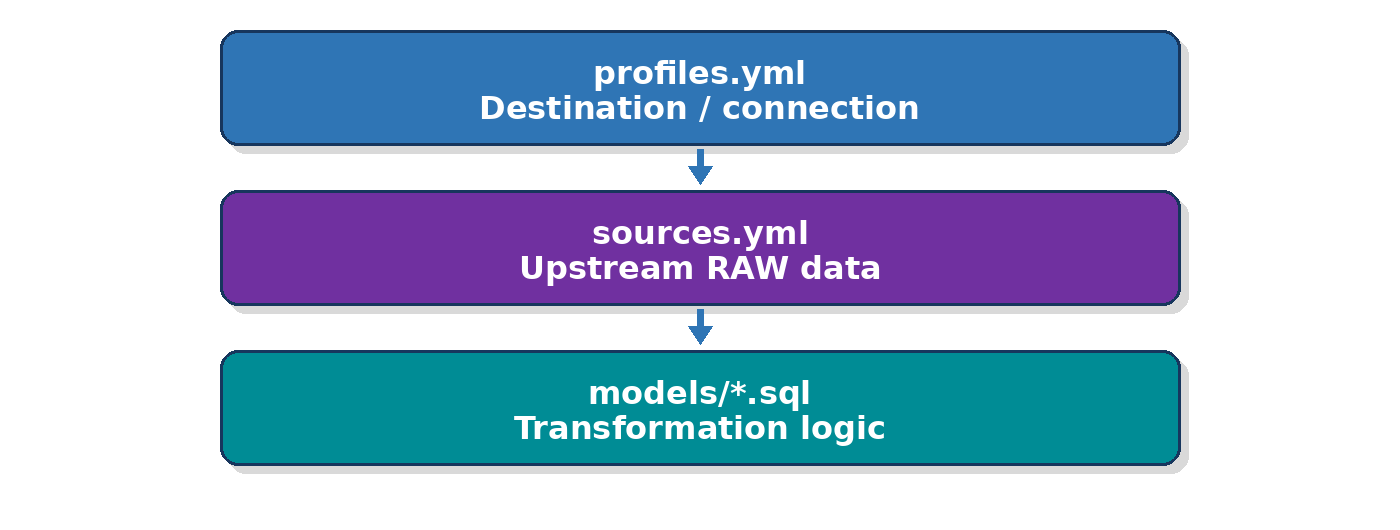 profiles.yml
Destination / connection
sources.yml
Upstream RAW data
models/*.sql
Transformation logic